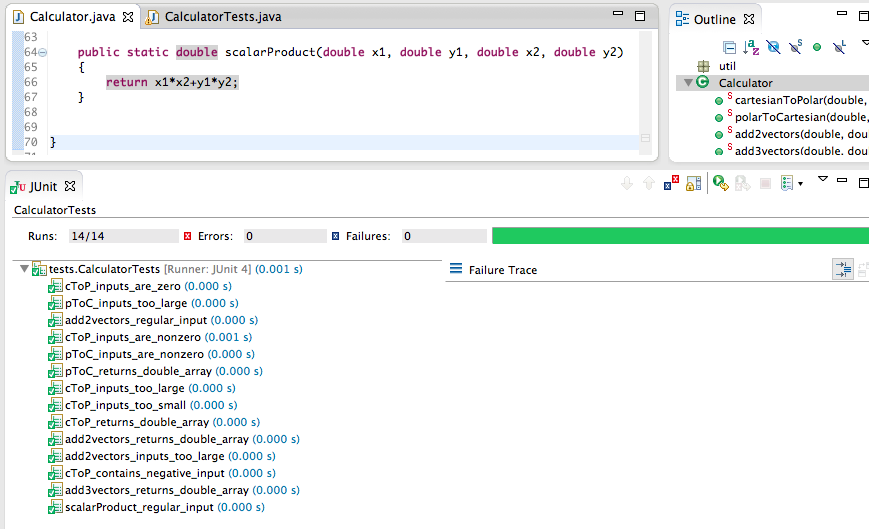 Calculator.java
CalculatorTests.java
Outline
63
64 public static double scalarProduct(double x1, double y1, double x2, double y2)
65 {
66 return x1*x2+y1*y2;
67 }
68
69
70 }
util
Calculator
cartesianToPolar(double,
polarToCartesian(double,
add2vectors(double, dou
add3vectors(double, dou
JUnit
CalculatorTests
Runs: 14/14 Errors: 0 Failures: 0
tests.CalculatorTests [Runner: JUnit 4] (0.001 s)
Failure Trace
cToP_inputs_are_zero (0.000 s)
pToC_inputs_too_large (0.000 s)
add2vectors_regular_input (0.000 s)
cToP_inputs_are_nonzero (0.001 s)
pToC_inputs_are_nonzero (0.000 s)
pToC_returns_double_array (0.000 s)
cToP_inputs_too_large (0.000 s)
cToP_inputs_too_small (0.000 s)
cToP_returns_double_array (0.000 s)
add2vectors_returns_double_array (0.000 s)
add2vectors_inputs_too_large (0.000 s)
cToP_contains_negative_input (0.000 s)
add3vectors_returns_double_array (0.000 s)
scalarProduct_regular_input (0.000 s)